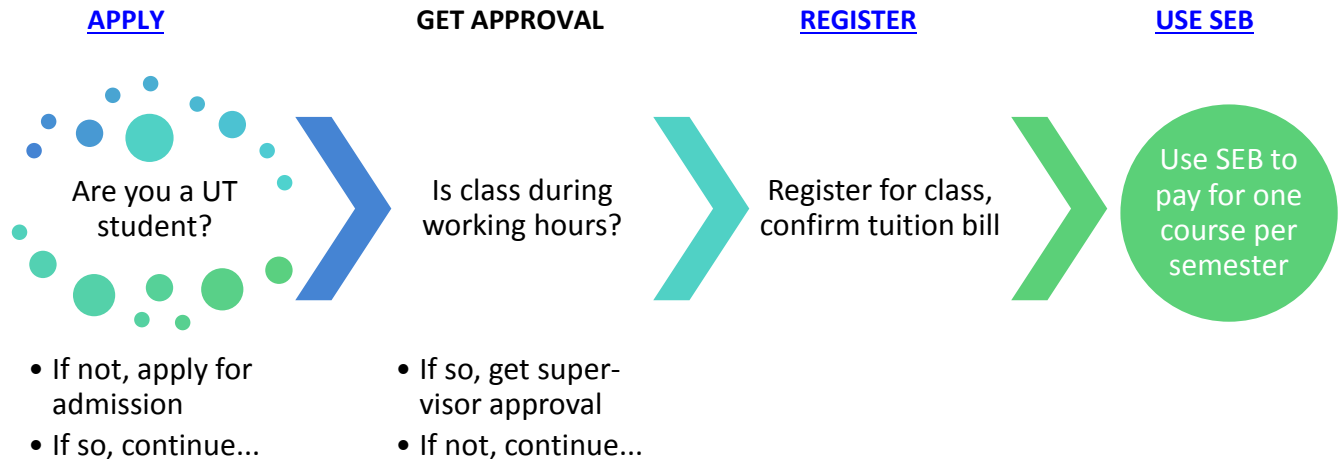 APPLY
GET APPROVAL
REGISTER
USE SEB
Are you a UT
student?
Is class during
working hours?
Register for class,
confirm tuition bill
Use SEB to
pay for one
course per
semester
• If not, apply for
admission
• If so, continue...
• If so, get super-
visor approval
• If not, continue...